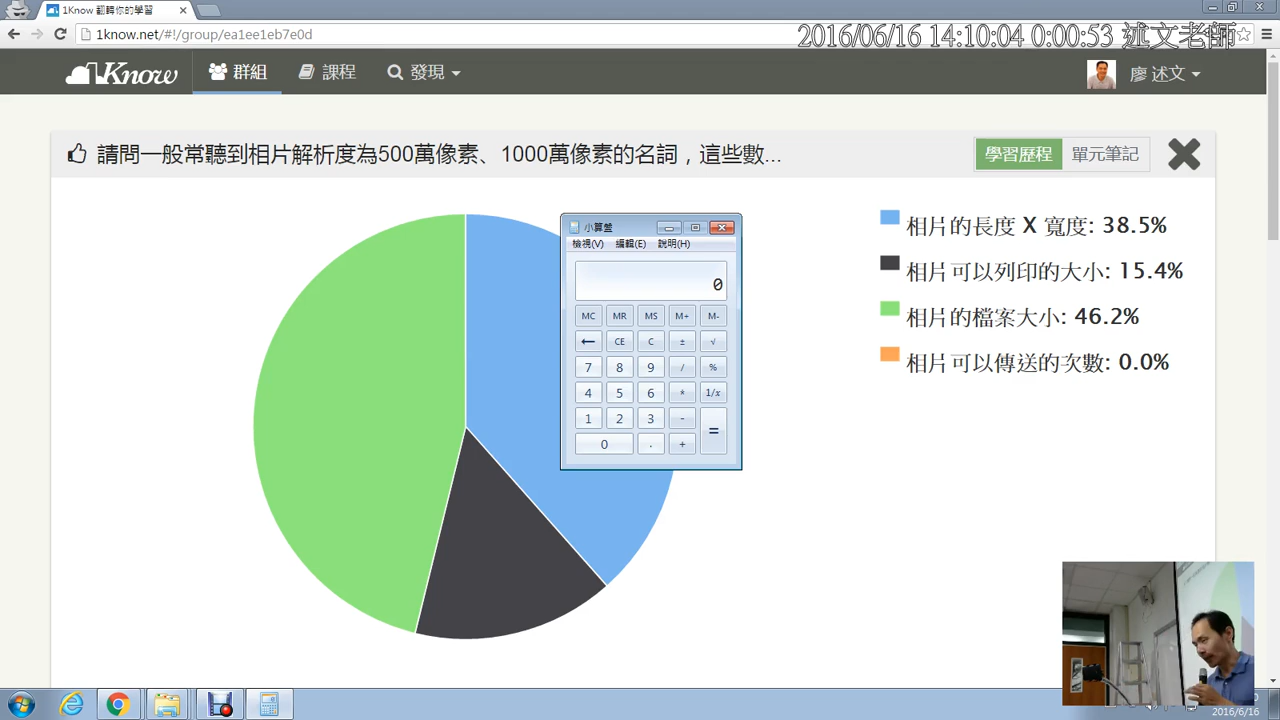 1Know 翻轉你的學習
1know.net/#!/group/ea1ee1eb7e0d
2016/06/16 14:10:04 0:00:53 述文老師
1Know
群組
課程
發現
廖 述文
請問一般常聽到相片解析度為500萬像素、1000萬像素的名詞，這些數...
學習歷程
單元筆記
相片的長度 X 寬度: 38.5%
相片可以列印的大小: 15.4%
相片的檔案大小: 46.2%
相片可以傳送的次數: 0.0%
小算盤
檢視(V) 編輯(E) 說明(H)
0
MC MR MS M+ M-
← CE C ± √
7 8 9 / %
4 5 6 * 1/x
1 2 3 - =
0 . +
2016/6/16